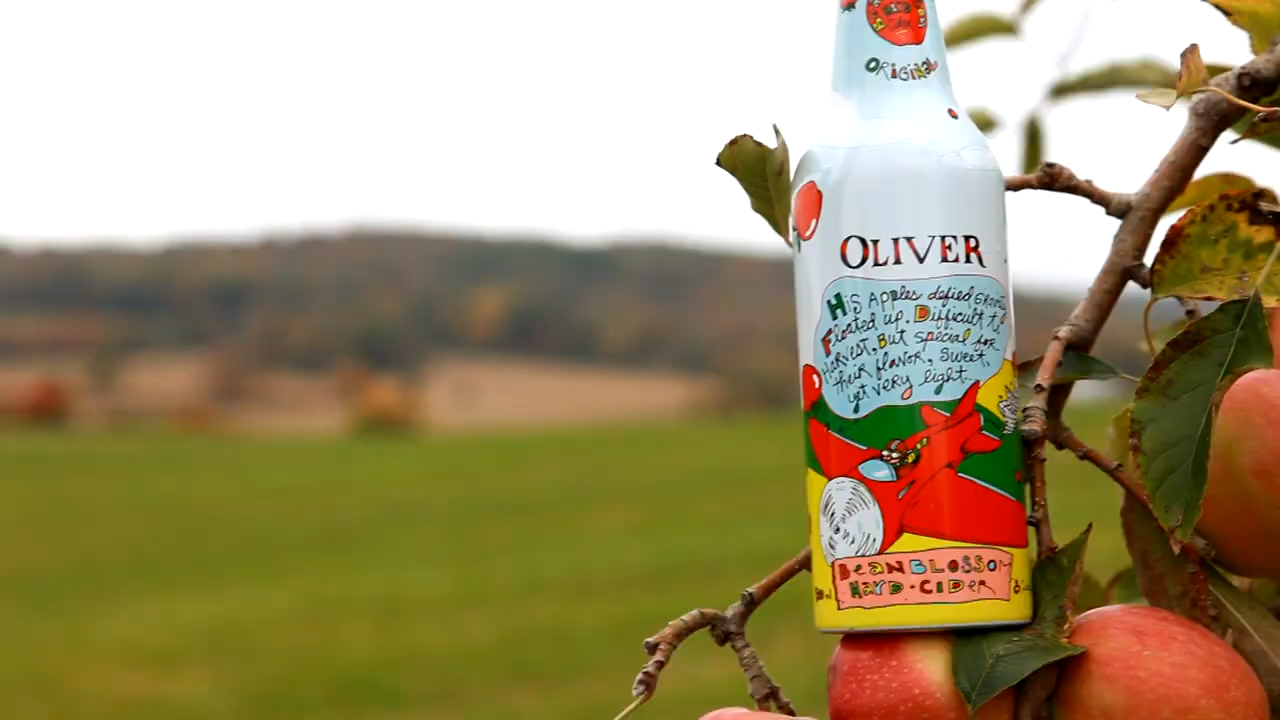 ORiGiNAL
OLIVER
HiS Apples defied
Floated up. Difficult to
HarveST, But special for
their flavor, Sweet,
yet very light.
BeaNBLOSSOM
HaRD·CiDeR